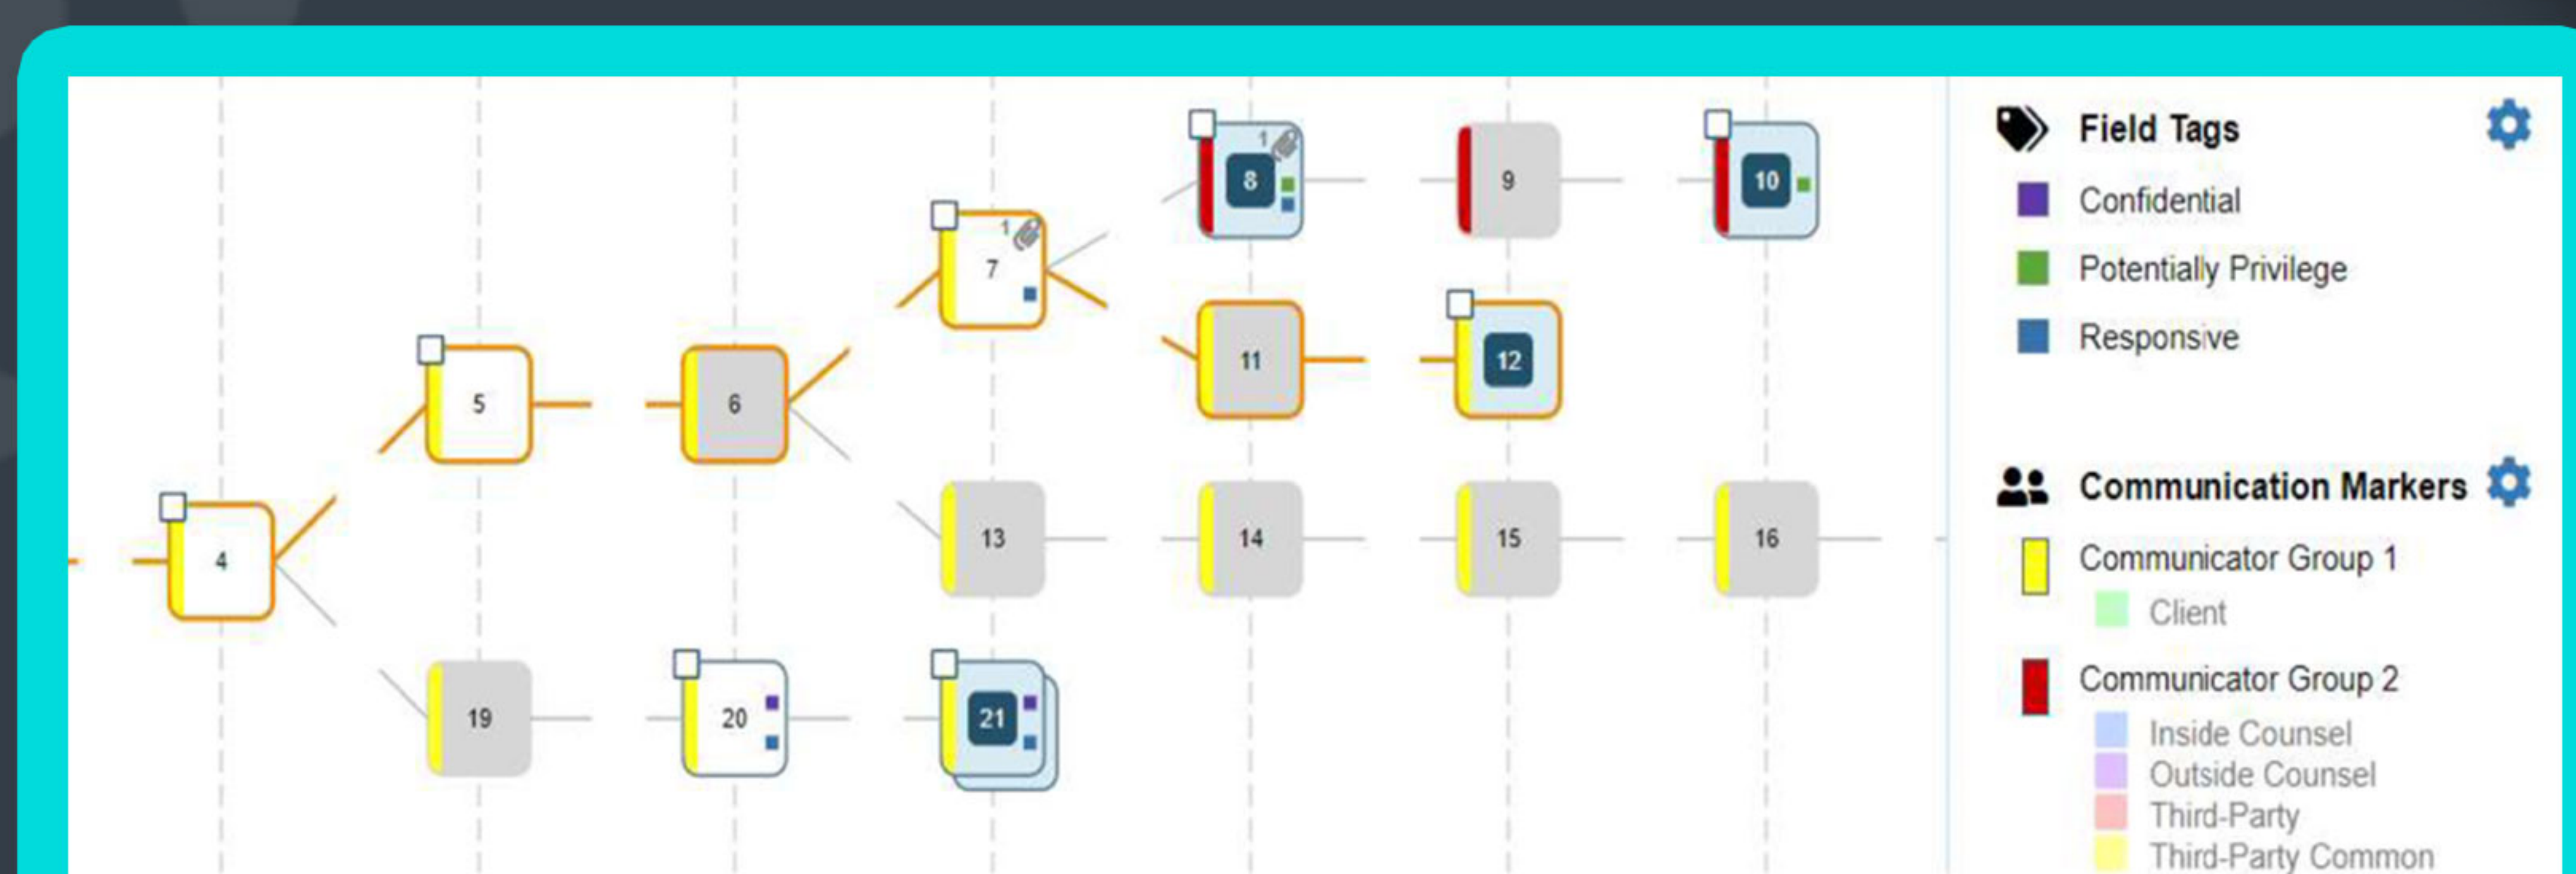 1
8
9
10
1
7
11
12
5
6
4
13
14
15
16
19
20
21
Field Tags
Confidential
Potentially Privilege
Responsive
Communication Markers
Communicator Group 1
Client
Communicator Group 2
Inside Counsel
Outside Counsel
Third-Party
Third-Party Common